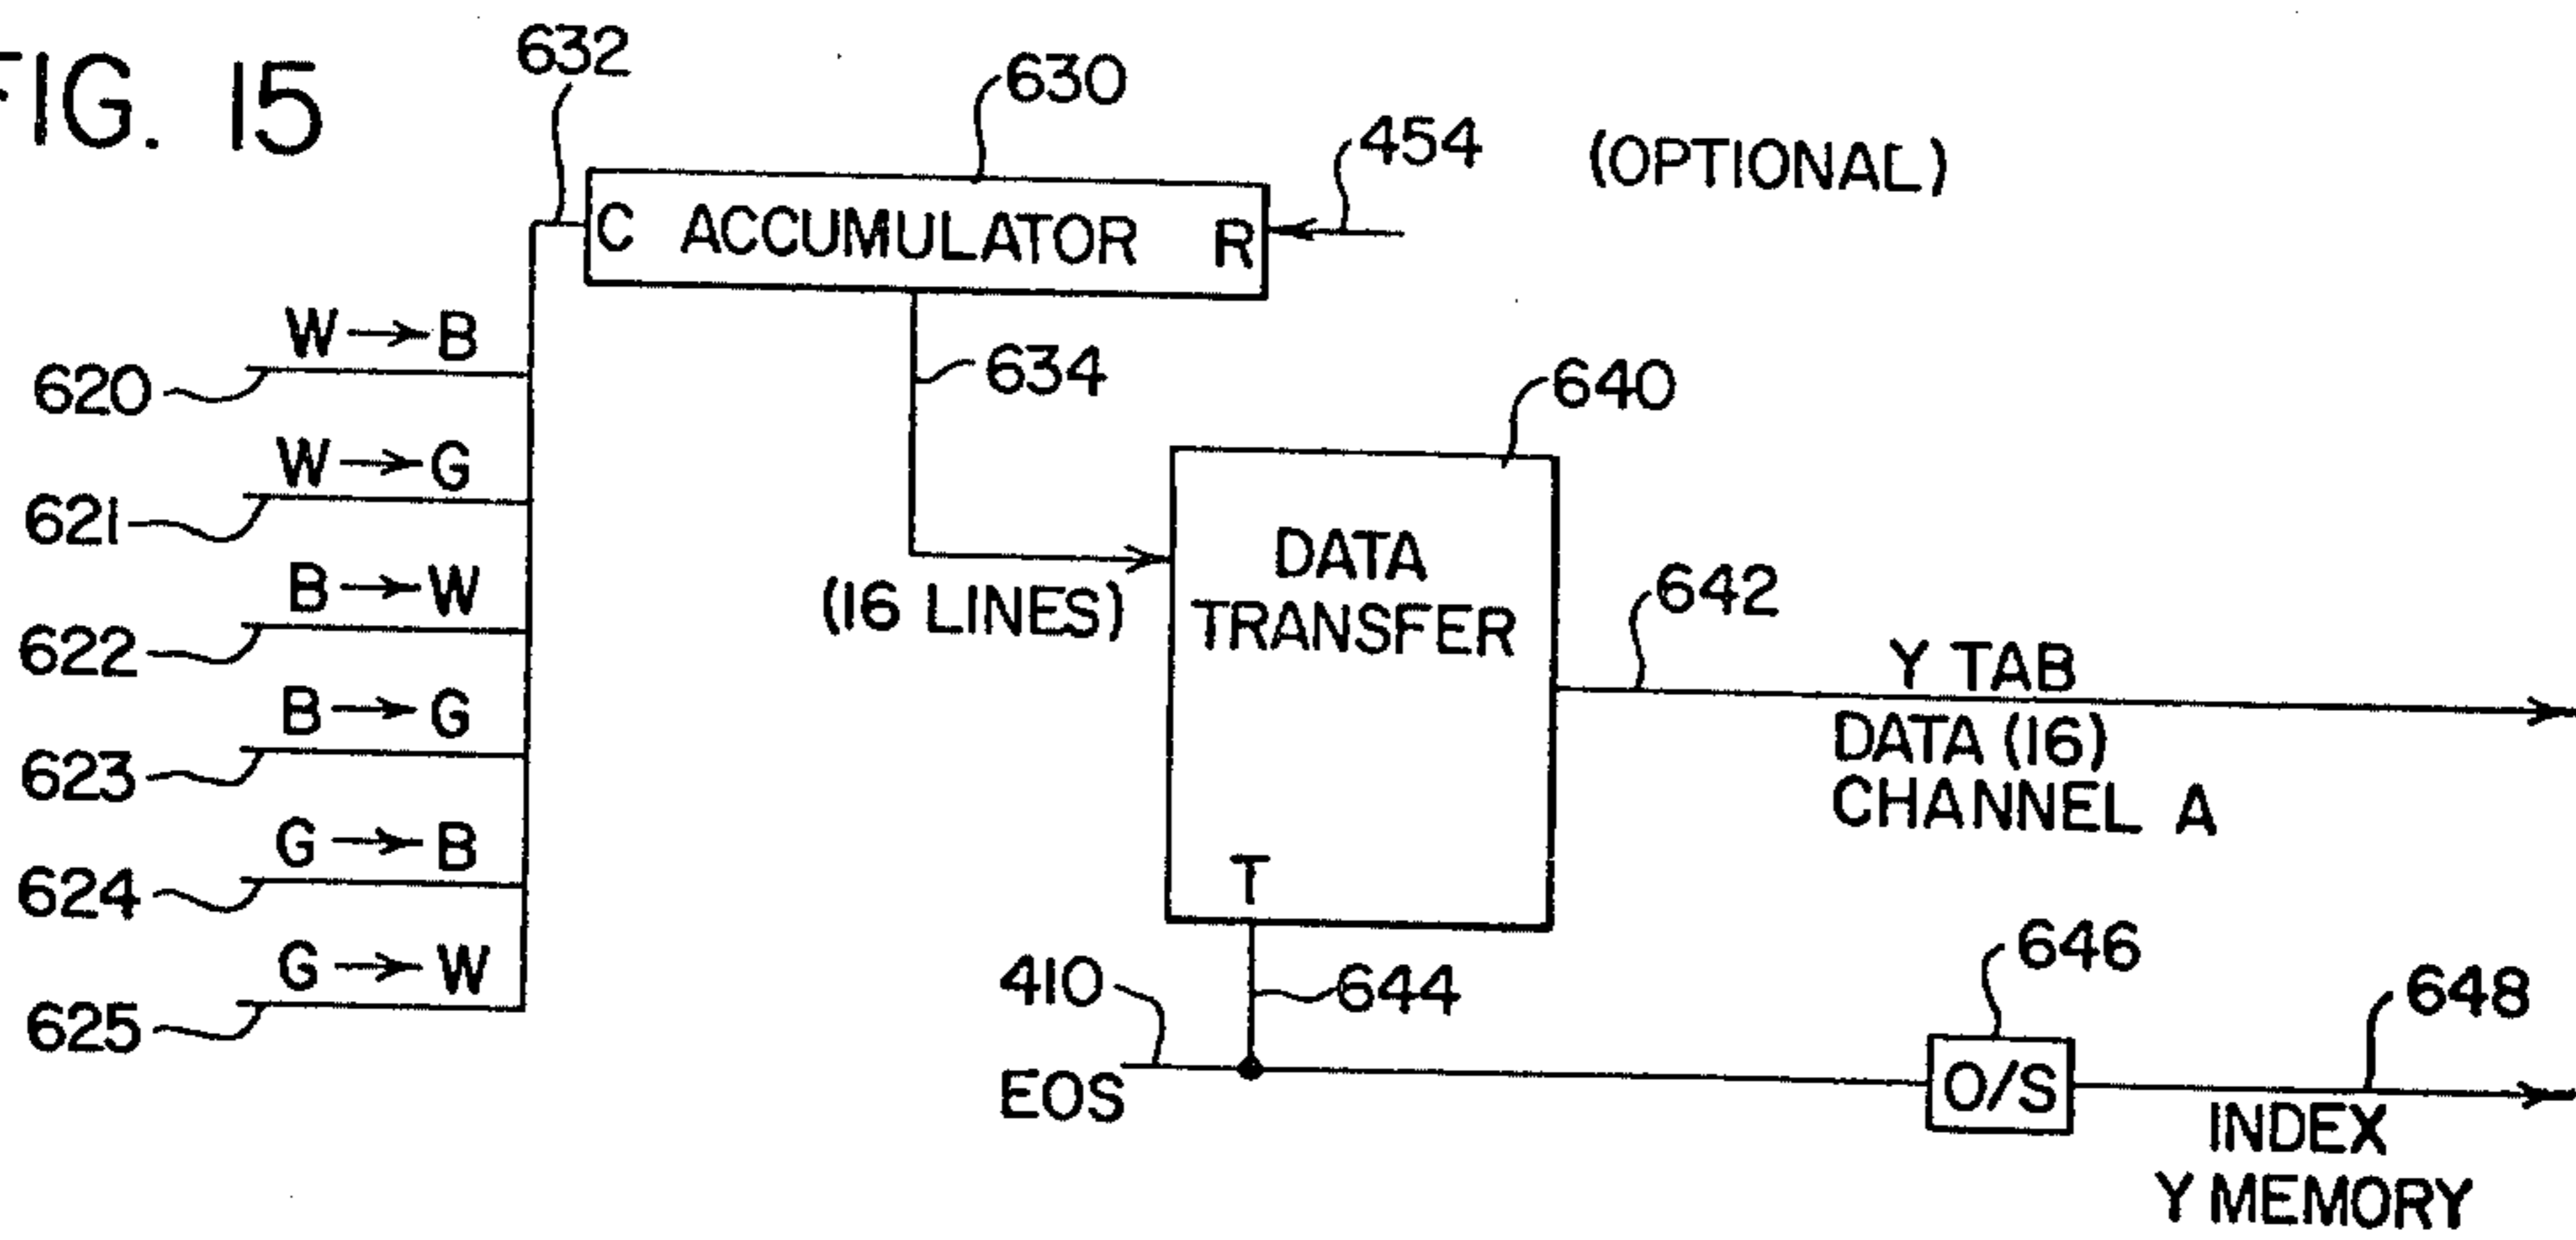 FIG. 15
632
630
454 (OPTIONAL)
C ACCUMULATOR R
W→B
620
634
640
W→G
621
(16 LINES)
DATA
TRANSFER
B→W
622
642
Y TAB
DATA (16)
CHANNEL A
B→G
623
G→B
624
T
G→W
625
410
644
646
648
EOS
O/S
INDEX
Y MEMORY